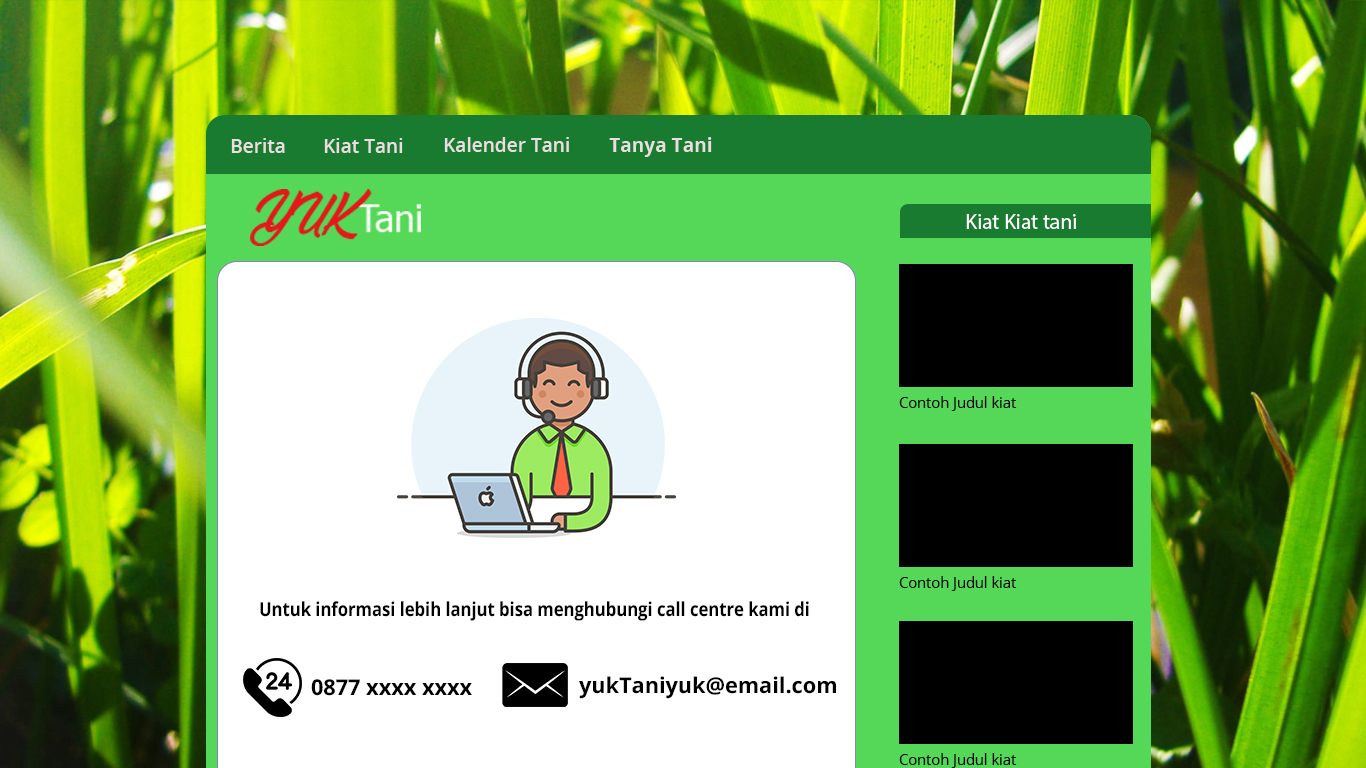 Berita Kiat Tani Kalender Tani Tanya Tani
YUKTani
Kiat Kiat tani
Contoh Judul kiat
Contoh Judul kiat
Contoh Judul kiat
Untuk informasi lebih lanjut bisa menghubungi call centre kami di
24 0877 xxxx xxxx yukTaniyuk@email.com